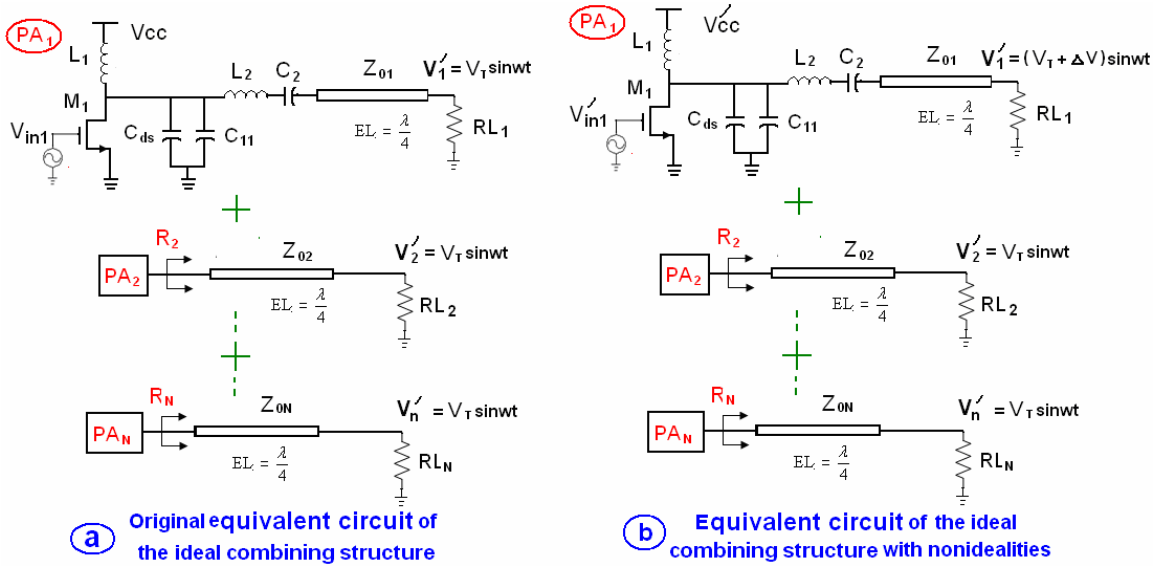 PA1
Vcc
L1
M1
Vin1
Cds
C11
L2
C2
Z01
EL = λ/4
V1′ = VT sinwt
RL1
+
R2
PA2
Z02
EL = λ/4
V2′ = VT sinwt
RL2
+
RN
PAN
Z0N
EL = λ/4
Vn′ = VT sinwt
RLN
a
Original equivalent circuit of
the ideal combining structure
PA1
Vcc′
L1
M1
Vin1′
Cds
C11
L2
C2
Z01
EL = λ/4
V1′ = (VT + ΔV) sinwt
RL1
+
R2
PA2
Z02
EL = λ/4
V2′ = VT sinwt
RL2
+
RN
PAN
Z0N
EL = λ/4
Vn′ = VT sinwt
RLN
b
Equivalent circuit of the ideal
combining structure with nonidealities